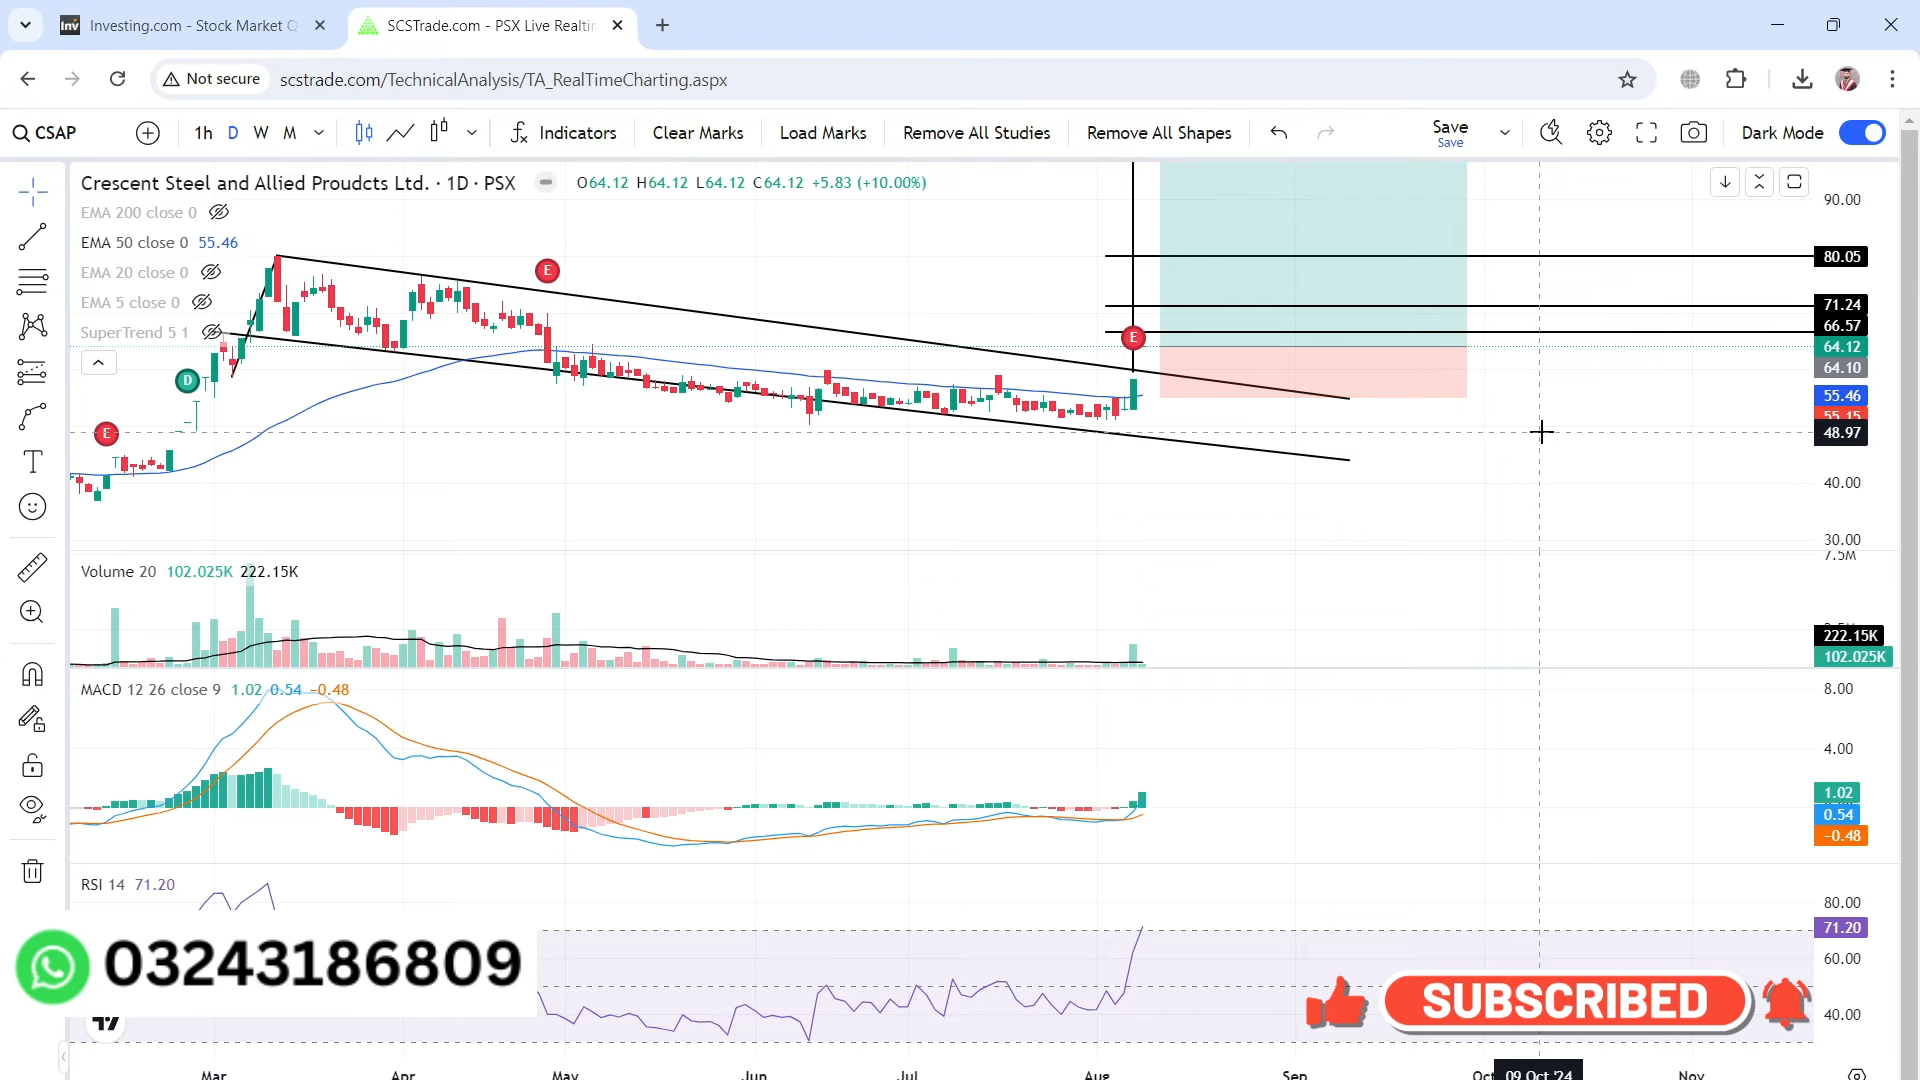 Investing.com - Stock Market Q
SCSTrade.com - PSX Live Realtin
Not secure
scstrade.com/TechnicalAnalysis/TA_RealTimeCharting.aspx
CSAP 1h D W M Indicators Clear Marks Load Marks Remove All Studies Remove All Shapes Save Dark Mode
Save
Crescent Steel and Allied Proudcts Ltd. · 1D · PSX O64.12 H64.12 L64.12 C64.12 +5.83 (+10.00%)
EMA 200 close 0
EMA 50 close 0 55.46
EMA 20 close 0
EMA 5 close 0
SuperTrend 5 1
D
E
E
E
90.00
80.05
71.24
66.57
64.12
64.10
55.46
55.15
48.97
40.00
30.00
7.5M
Volume 20 102.025K 222.15K
222.15K
102.025K
MACD 12 26 close 9 1.02 0.54 −0.48
8.00
4.00
1.02
0.54
−0.48
RSI 14 71.20
80.00
71.20
60.00
40.00
03243186809
SUBSCRIBED
Mar Apr May Jun Jul Aug Sep Oct 09 Oct '24 Nov